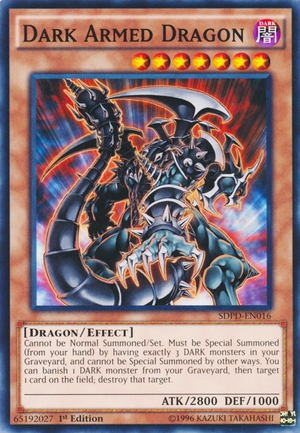 DARK ARMED DRAGON
DARK
闇
SDPD-EN016
[DRAGON/EFFECT]
Cannot be Normal Summoned/Set. Must be Special Summoned
(from your hand) by having exactly 3 DARK monsters in your
Graveyard, and cannot be Special Summoned by other ways. You
can banish 1 DARK monster from your Graveyard, then target
1 card on the field; destroy that target.
ATK/2800 DEF/1000
65192027 1st Edition ©1996 KAZUKI TAKAHASHI